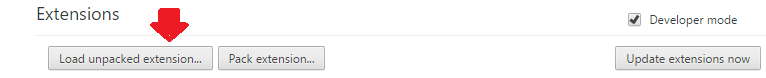 Extensions
Developer mode
Load unpacked extension... Pack extension... Update extensions now